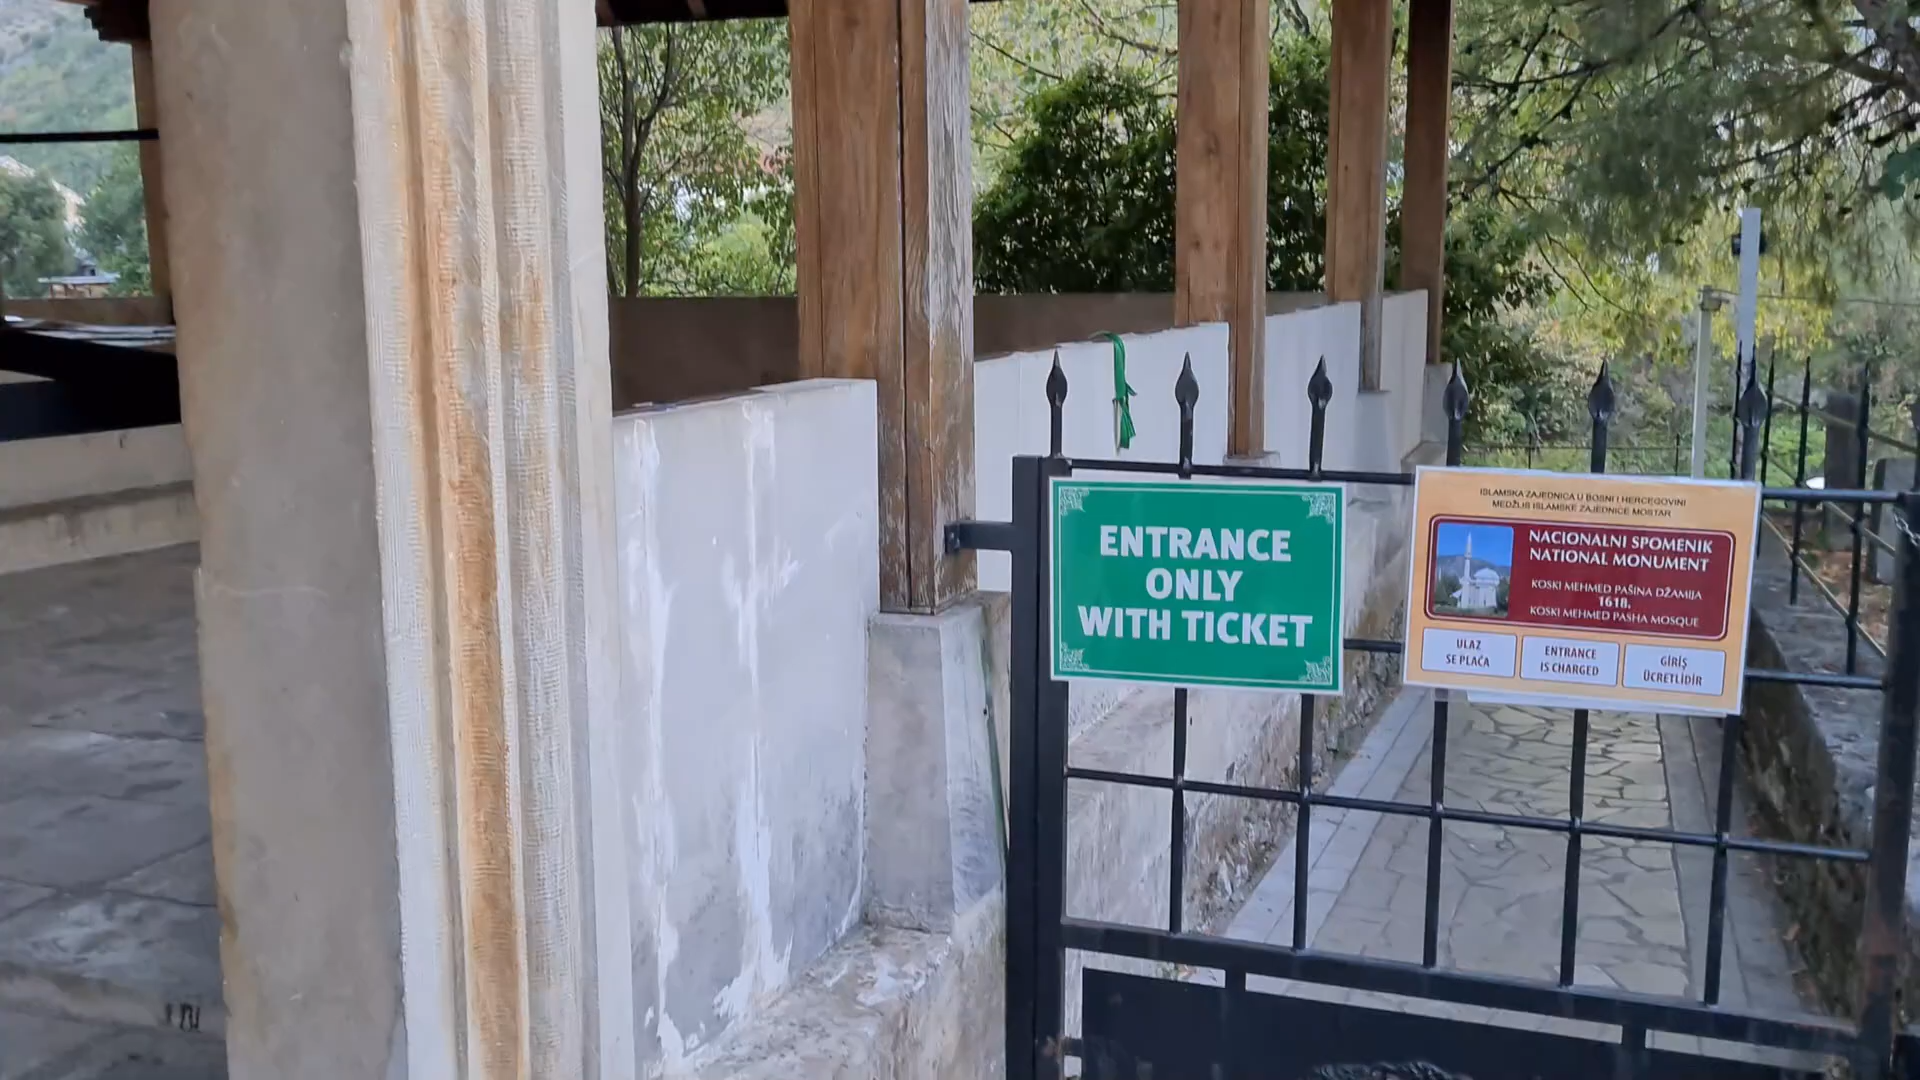 ENTRANCE
ONLY
WITH TICKET
ISLAMSKA ZAJEDNICA U BOSNI I HERCEGOVINI
MEDŽLIS ISLAMSKE ZAJEDNICE MOSTAR
NACIONALNI SPOMENIK
NATIONAL MONUMENT
KOSKI MEHMED PAŠINA DŽAMIJA
1618.
KOSKI MEHMED PASHA MOSQUE
ULAZ
SE PLAĆA
ENTRANCE
IS CHARGED
GİRİŞ
ÜCRETLİDİR